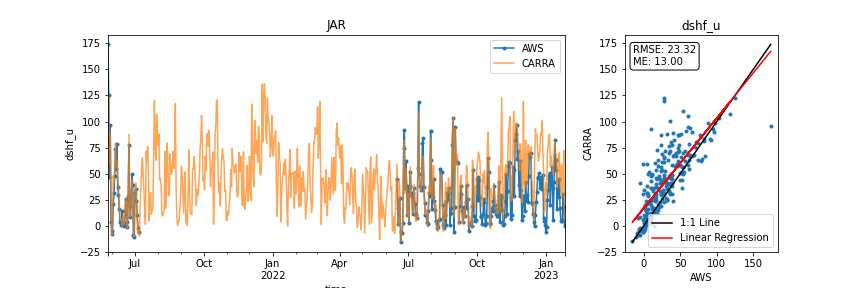 JAR
dshf_u
175
150
125
100
75
50
25
0
−25
AWS
CARRA
Jul
Oct
Jan
2022
Apr
Jul
Oct
Jan
2023
time
dshf_u
CARRA
175
150
125
100
75
50
25
0
−25
RMSE: 23.32
ME: 13.00
1:1 Line
Linear Regression
0
50
100
150
AWS